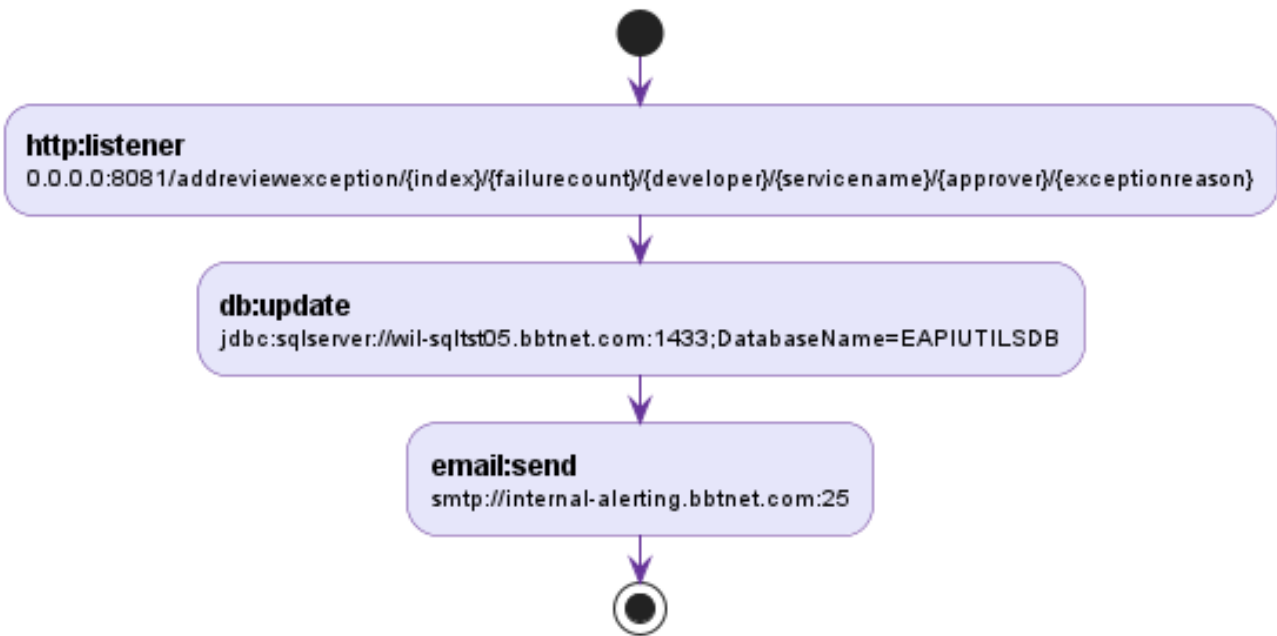 http:listener
0.0.0.0:8081/addreviewexception/{index}/{failurecount}/{developer}/{servicename}/{approver}/{exceptionreason}
db:update
jdbc:sqlserver://wil-sqltst05.bbtnet.com:1433;DatabaseName=EAPIUTILSDB
email:send
smtp://internal-alerting.bbtnet.com:25